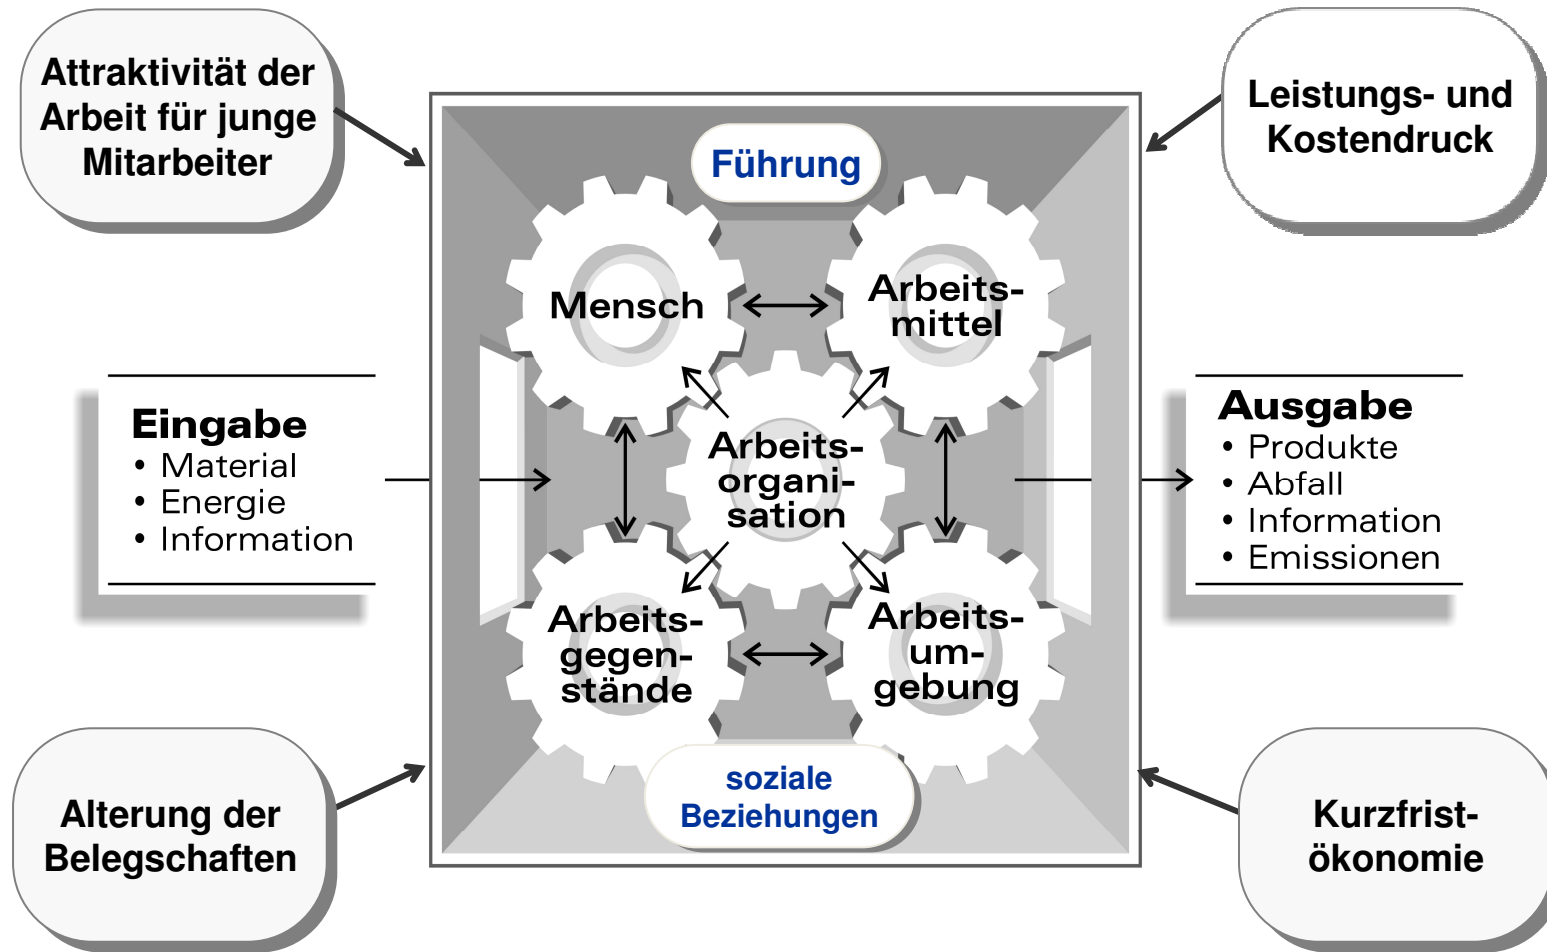 Attraktivität der
Arbeit für junge
Mitarbeiter
Leistungs- und
Kostendruck
Führung
Mensch
Arbeits-
mittel
Eingabe
• Material
• Energie
• Information
Arbeits-
organi-
sation
Ausgabe
• Produkte
• Abfall
• Information
• Emissionen
Arbeits-
gegen-
stände
Arbeits-
um-
gebung
soziale
Beziehungen
Alterung der
Belegschaften
Kurzfrist-
ökonomie